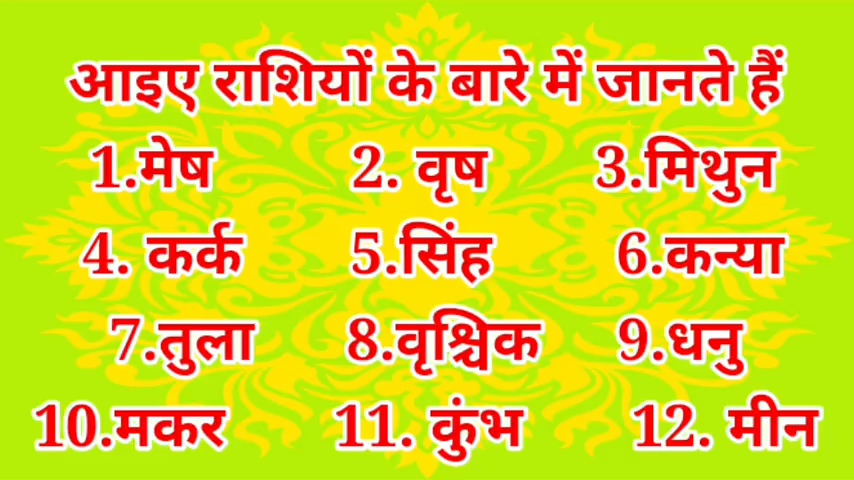 आइए राशियों के बारे में जानते हैं
1.मेष 2. वृष 3.मिथुन
4. कर्क 5.सिंह 6.कन्या
7.तुला 8.वृश्चिक 9.धनु
10.मकर 11. कुंभ 12. मीन